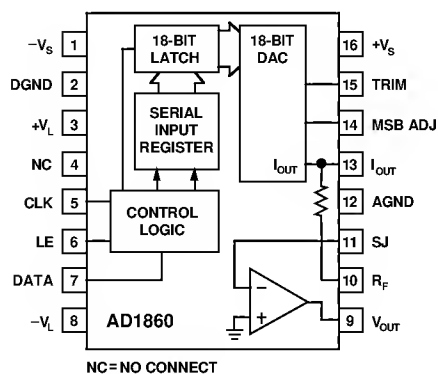 −VS 1
DGND 2
+VL 3
NC 4
CLK 5
LE 6
DATA 7
−VL 8
18-BIT
LATCH
18-BIT
DAC
SERIAL
INPUT
REGISTER
CONTROL
LOGIC
IOUT
−
+
AD1860
16 +VS
15 TRIM
14 MSB ADJ
13 IOUT
12 AGND
11 SJ
10 RF
9 VOUT
NC = NO CONNECT